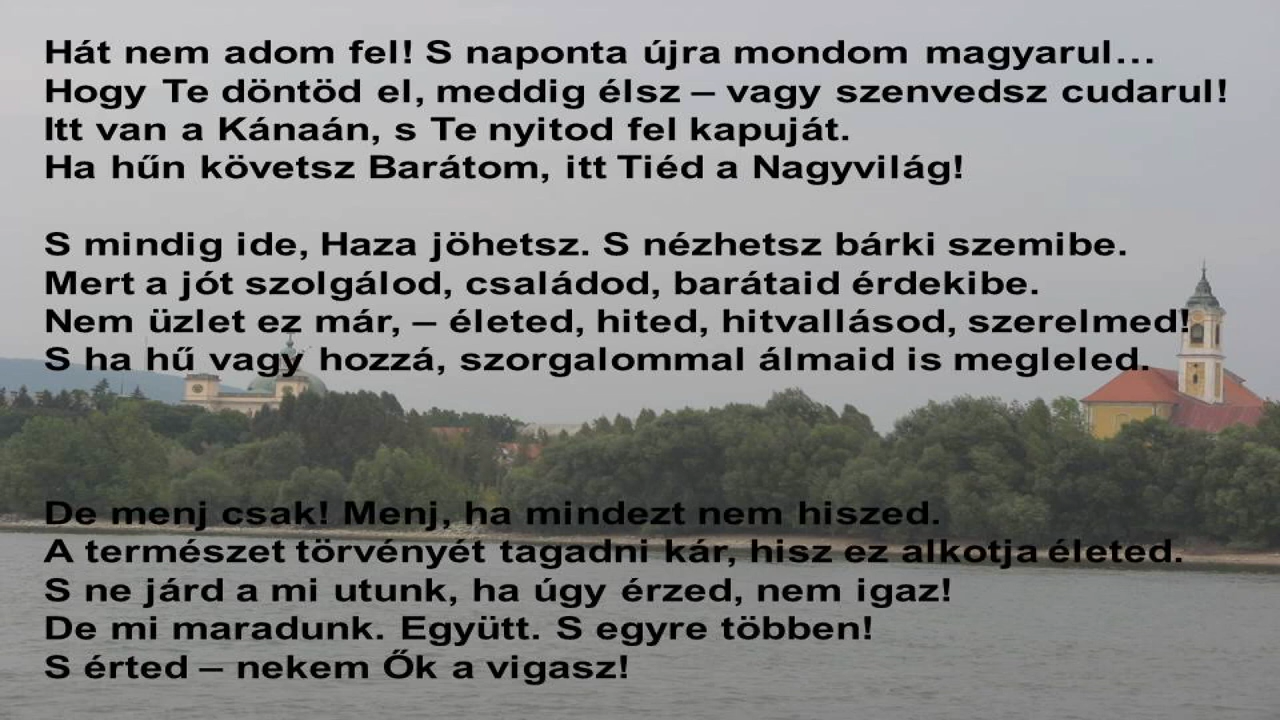 Hát nem adom fel! S naponta újra mondom magyarul…
Hogy Te döntöd el, meddig élsz – vagy szenvedsz cudarul!
Itt van a Kánaán, s Te nyitod fel kapuját.
Ha hűn követsz Barátom, itt Tiéd a Nagyvilág!
S mindig ide, Haza jöhetsz. S nézhetsz bárki szemibe.
Mert a jót szolgálod, családod, barátaid érdekibe.
Nem üzlet ez már, – életed, hited, hitvallásod, szerelmed!
S ha hű vagy hozzá, szorgalommal álmaid is megleled.
De menj csak! Menj, ha mindezt nem hiszed.
A természet törvényét tagadni kár, hisz ez alkotja életed.
S ne járd a mi utunk, ha úgy érzed, nem igaz!
De mi maradunk. Együtt. S egyre többen!
S érted – nekem Ők a vigasz!